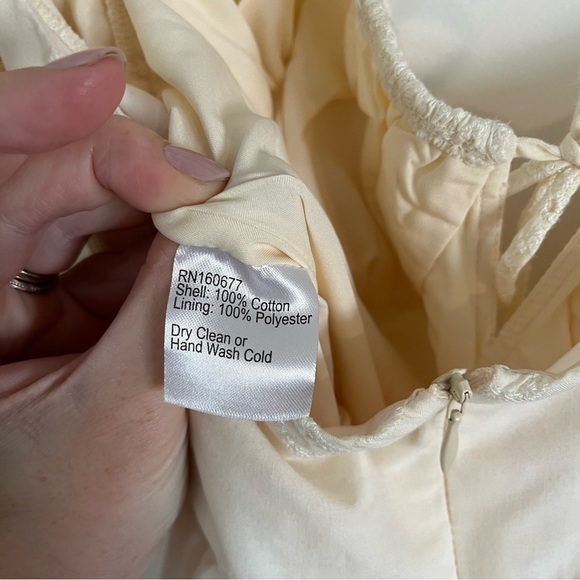 RN160677
Shell: 100% Cotton
Lining: 100% Polyester
Dry Clean or
Hand Wash Cold